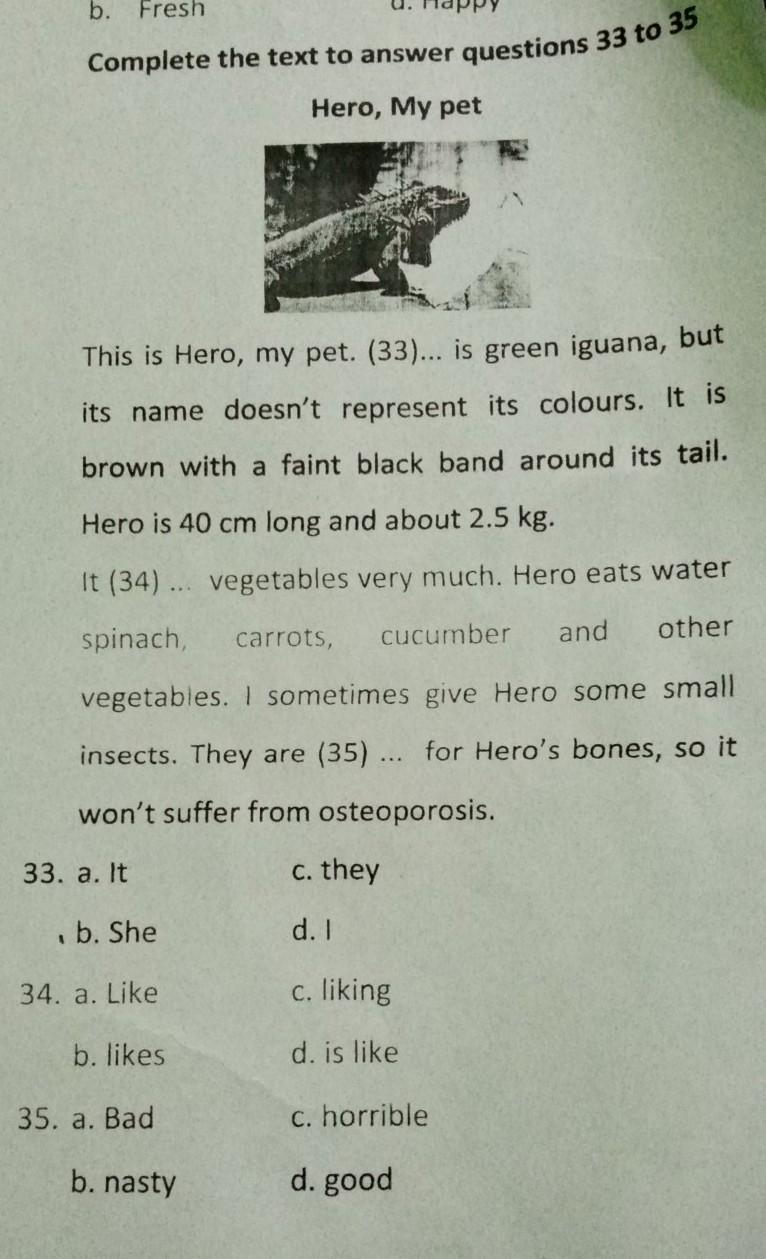 b. Fresh d. Happy
Complete the text to answer questions 33 to 35
Hero, My pet
This is Hero, my pet. (33)... is green iguana, but
its name doesn't represent its colours. It is
brown with a faint black band around its tail.
Hero is 40 cm long and about 2.5 kg.
It (34) ... vegetables very much. Hero eats water
spinach, carrots, cucumber and other
vegetables. I sometimes give Hero some small
insects. They are (35) ... for Hero's bones, so it
won't suffer from osteoporosis.
33. a. It c. they
b. She d. I
34. a. Like c. liking
b. likes d. is like
35. a. Bad c. horrible
b. nasty d. good